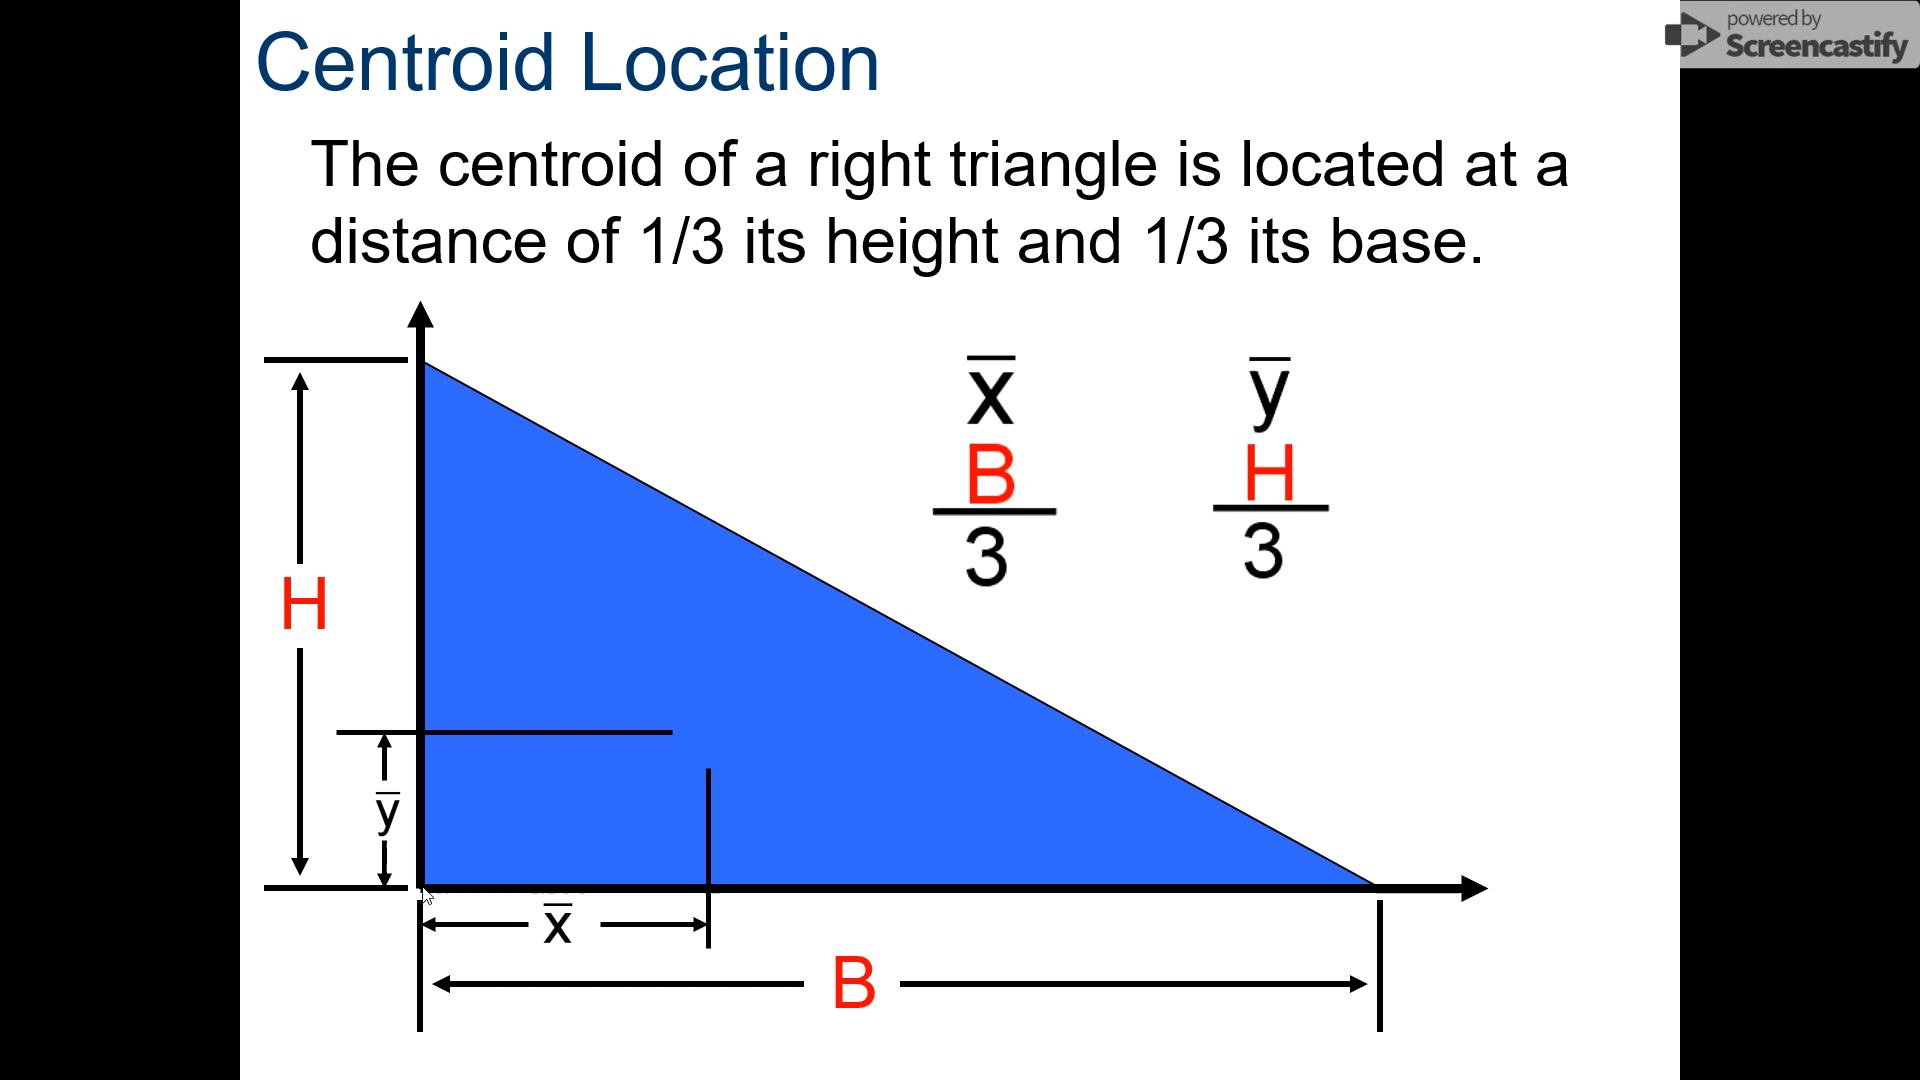 Centroid Location
powered by
Screencastify
The centroid of a right triangle is located at a
distance of 1/3 its height and 1/3 its base.
x̅ y̅
B H
3 3
H
y̅
x̅
B